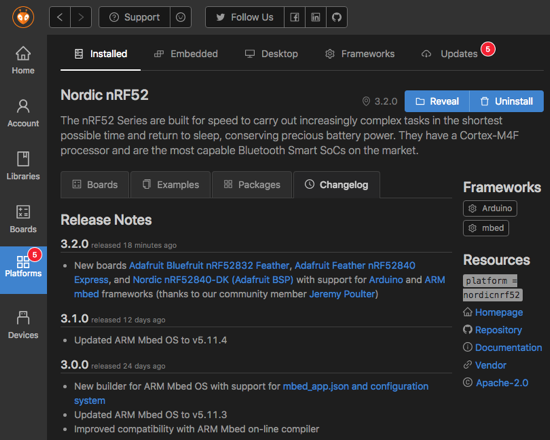 Support
Follow Us
Installed
Embedded
Desktop
Frameworks
Updates
5
Home
Account
Libraries
Boards
5
Platforms
Devices
Nordic nRF52
3.2.0
Reveal
Uninstall
The nRF52 Series are built for speed to carry out increasingly complex tasks in the shortest
possible time and return to sleep, conserving precious battery power. They have a Cortex-M4F
processor and are the most capable Bluetooth Smart SoCs on the market.
Boards
Examples
Packages
Changelog
Release Notes
3.2.0 released 18 minutes ago
• New boards Adafruit Bluefruit nRF52832 Feather, Adafruit Feather nRF52840
Express, and Nordic nRF52840-DK (Adafruit BSP) with support for Arduino and ARM
mbed frameworks (thanks to our community member Jeremy Poulter)
3.1.0 released 12 days ago
• Updated ARM Mbed OS to v5.11.4
3.0.0 released 24 days ago
• New builder for ARM Mbed OS with support for mbed_app.json and configuration
system
• Updated ARM Mbed OS to v5.11.3
• Improved compatibility with ARM Mbed on-line compiler
Frameworks
Arduino
mbed
Resources
platform =
nordicnrf52
Homepage
Repository
Documentation
Vendor
Apache-2.0